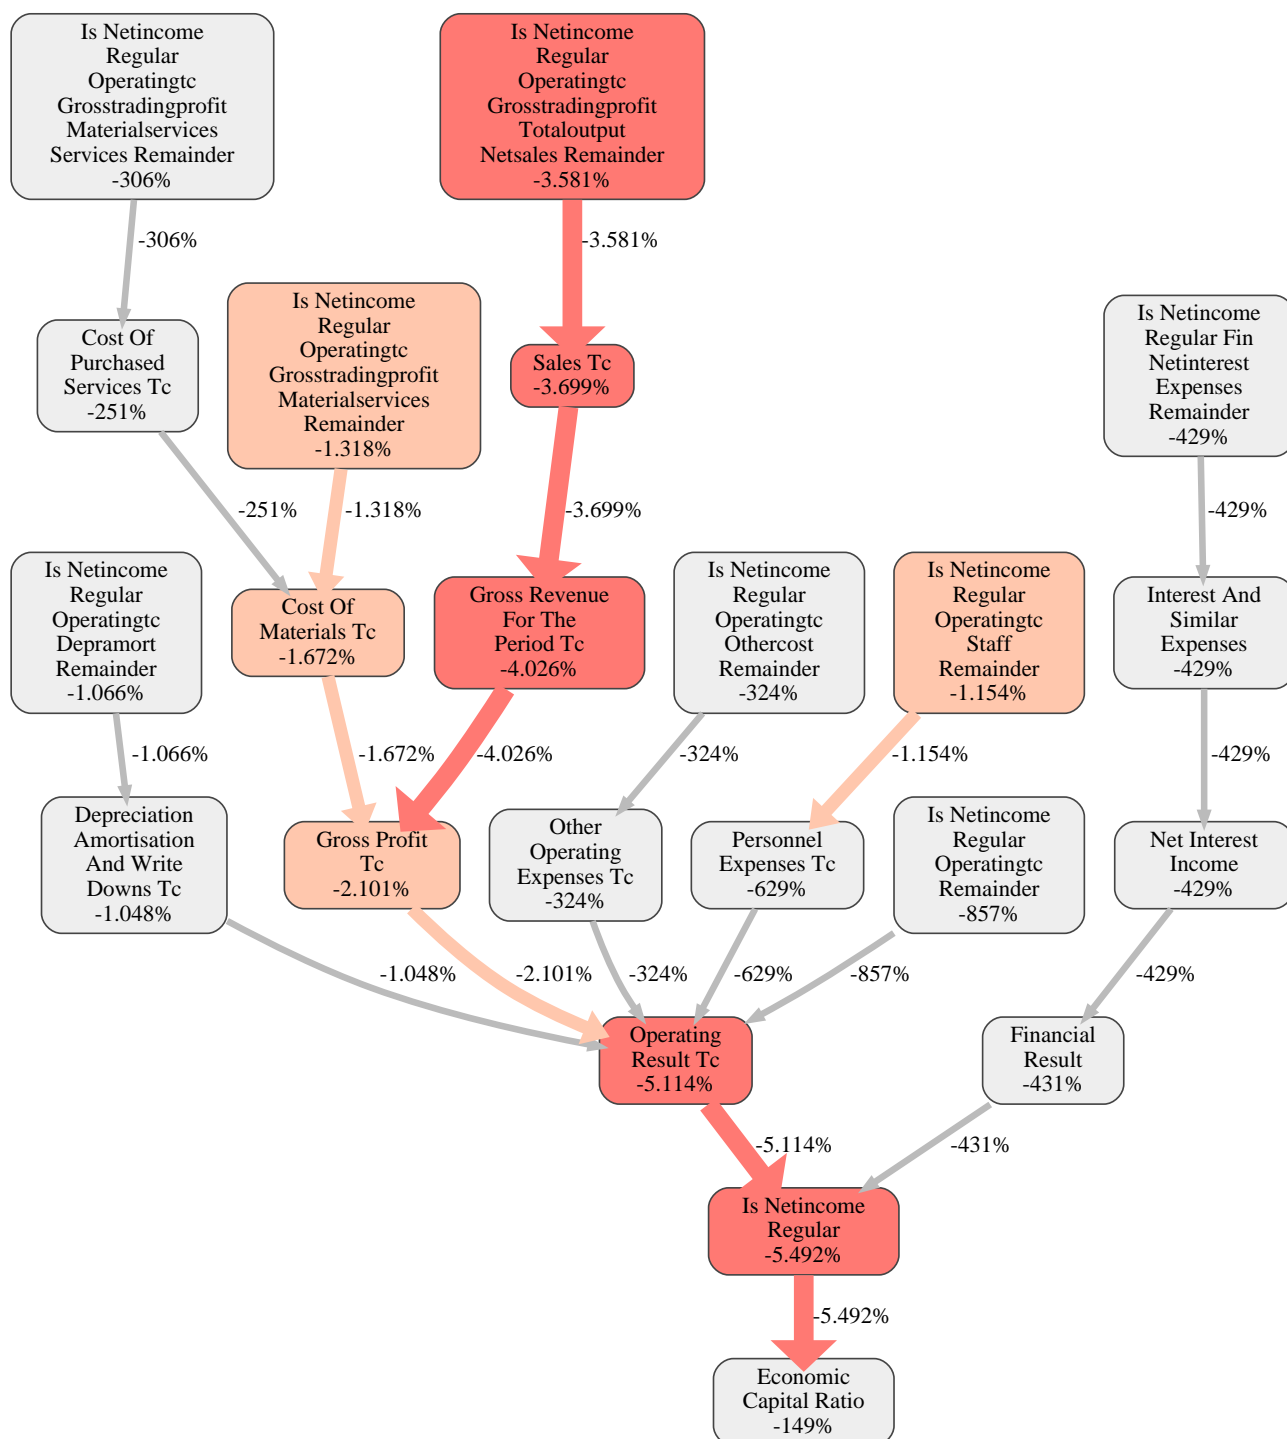 Is Netincome
Regular
Operatingtc
Grosstradingprofit
Materialservices
Services Remainder
-306%
Is Netincome
Regular
Operatingtc
Grosstradingprofit
Totaloutput
Netsales Remainder
-3.581%
-306%
-3.581%
Is Netincome
Regular
Operatingtc
Grosstradingprofit
Materialservices
Remainder
-1.318%
Is Netincome
Regular Fin
Netinterest
Expenses
Remainder
-429%
Cost Of
Purchased
Services Tc
-251%
Sales Tc
-3.699%
-251%
-1.318%
-3.699%
-429%
Is Netincome
Regular
Operatingtc
Depramort
Remainder
-1.066%
Cost Of
Materials Tc
-1.672%
Gross Revenue
For The
Period Tc
-4.026%
Is Netincome
Regular
Operatingtc
Othercost
Remainder
-324%
Is Netincome
Regular
Operatingtc
Staff
Remainder
-1.154%
Interest And
Similar
Expenses
-429%
-1.066%
-1.672%
-4.026%
-324%
-1.154%
-429%
Depreciation
Amortisation
And Write
Downs Tc
-1.048%
Gross Profit
Tc
-2.101%
Other
Operating
Expenses Tc
-324%
Personnel
Expenses Tc
-629%
Is Netincome
Regular
Operatingtc
Remainder
-857%
Net Interest
Income
-429%
-1.048%
-2.101%
-324%
-629%
-857%
-429%
Operating
Result Tc
-5.114%
Financial
Result
-431%
-5.114%
-431%
Is Netincome
Regular
-5.492%
-5.492%
Economic
Capital Ratio
-149%